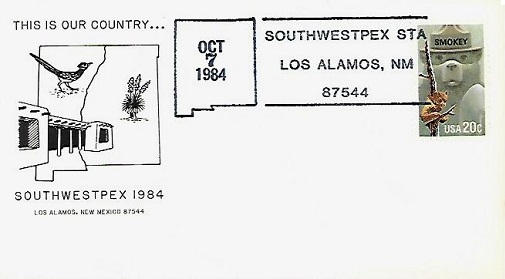 THIS IS OUR COUNTRY...
SOUTHWESTPEX 1984
LOS ALAMOS, NEW MEXICO 87544
OCT
7
1984
SOUTHWESTPEX STA
LOS ALAMOS, NM
87544
SMOKEY
USA 20c